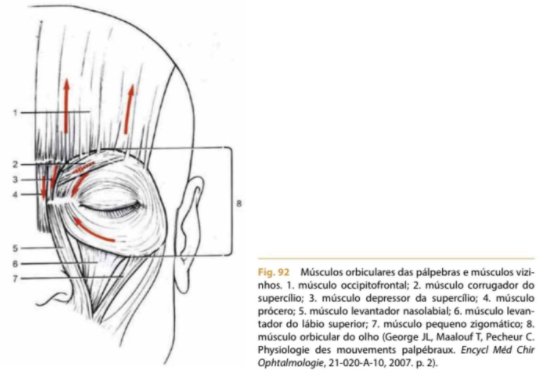 1
2
3
4
5
6
7
8
Fig. 92 Músculos orbiculares das pálpebras e músculos vizi-
nhos. 1. músculo occipitofrontal; 2. músculo corrugador do
supercílio; 3. músculo depressor da supercílio; 4. músculo
prócero; 5. músculo levantador nasolabial; 6. músculo levan-
tador do lábio superior; 7. músculo pequeno zigomático; 8.
músculo orbicular do olho (George JL, Maalouf T, Pecheur C.
Physiologie des mouvements palpébraux. Encycl Méd Chir
Ophtalmologie, 21-020-A-10, 2007. p. 2).